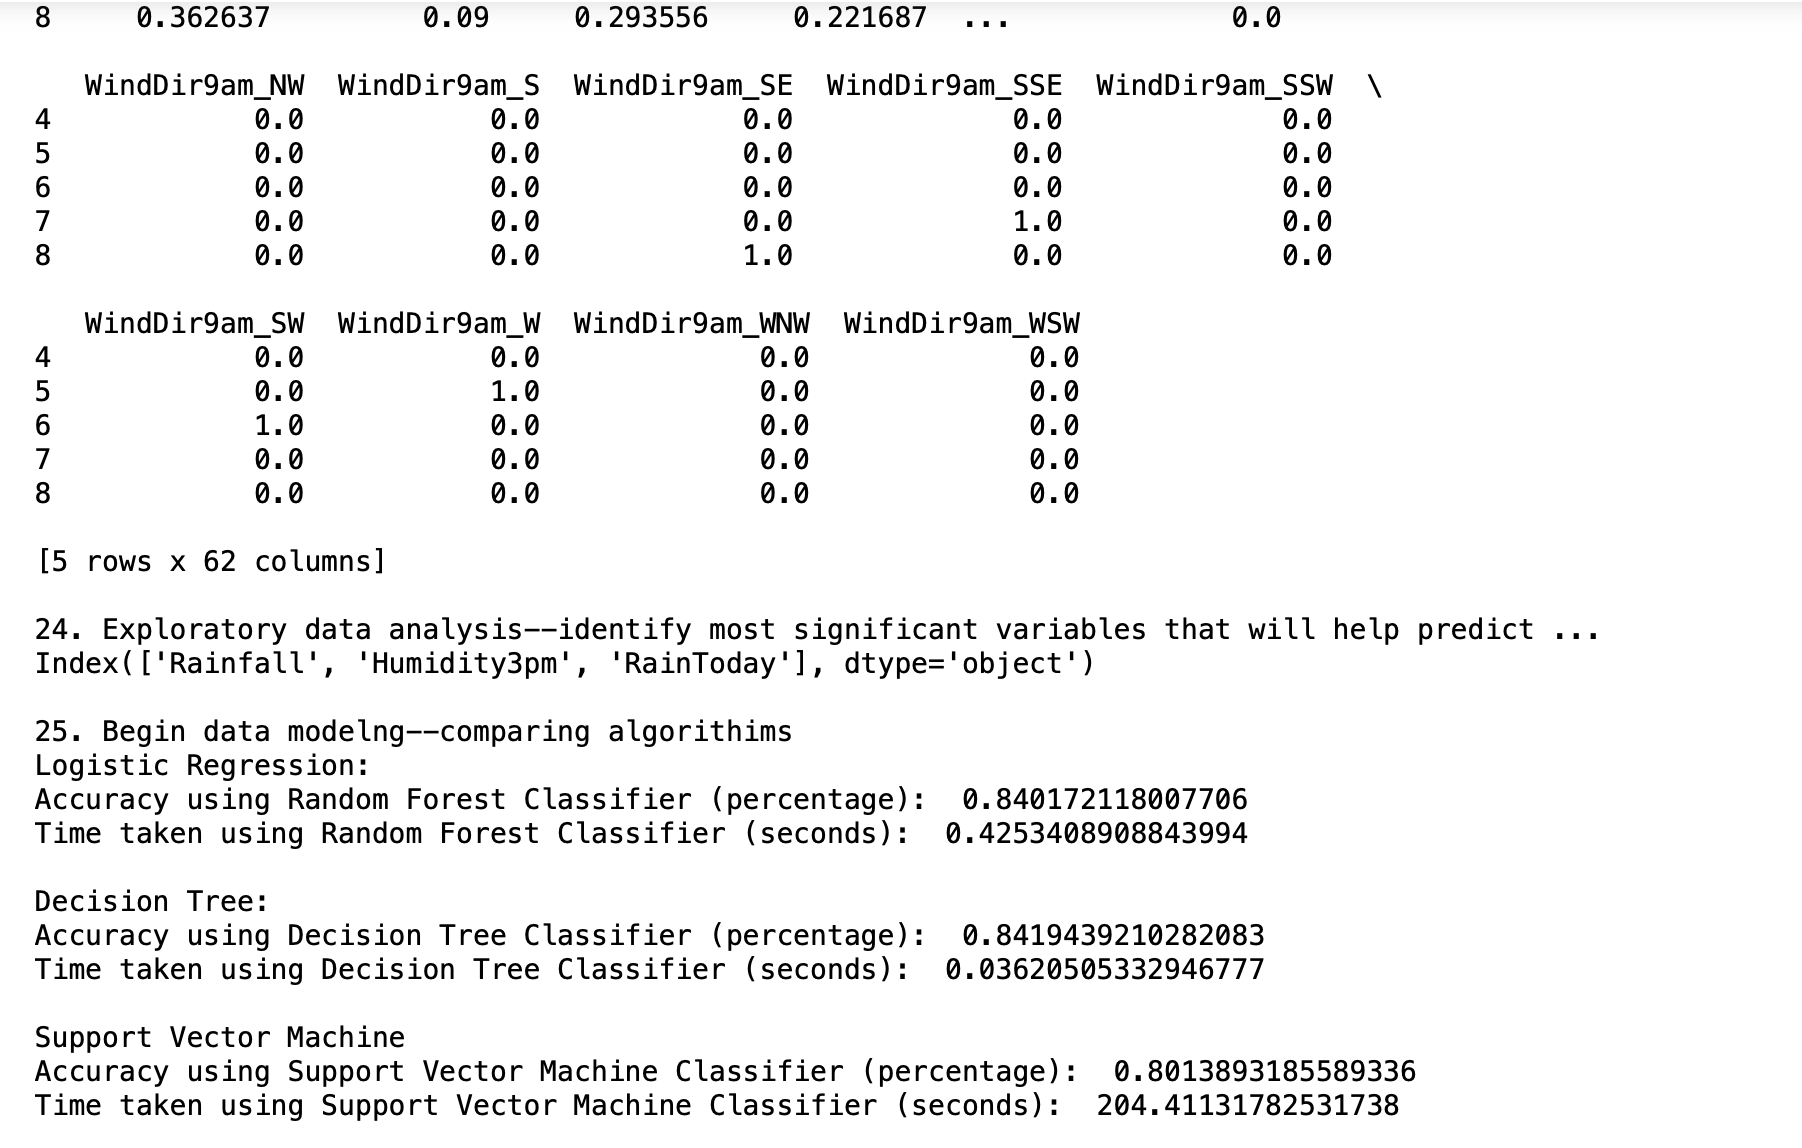 8     0.362637         0.09     0.293556     0.221687  ...             0.0
   WindDir9am_NW  WindDir9am_S  WindDir9am_SE  WindDir9am_SSE  WindDir9am_SSW  \
4            0.0           0.0            0.0             0.0             0.0
5            0.0           0.0            0.0             0.0             0.0
6            0.0           0.0            0.0             0.0             0.0
7            0.0           0.0            0.0             1.0             0.0
8            0.0           0.0            1.0             0.0             0.0
   WindDir9am_SW  WindDir9am_W  WindDir9am_WNW  WindDir9am_WSW
4            0.0           0.0             0.0             0.0
5            0.0           1.0             0.0             0.0
6            1.0           0.0             0.0             0.0
7            0.0           0.0             0.0             0.0
8            0.0           0.0             0.0             0.0
[5 rows x 62 columns]
24. Exploratory data analysis--identify most significant variables that will help predict ...
Index(['Rainfall', 'Humidity3pm', 'RainToday'], dtype='object')
25. Begin data modelng--comparing algorithims
Logistic Regression:
Accuracy using Random Forest Classifier (percentage):  0.840172118007706
Time taken using Random Forest Classifier (seconds):  0.4253408908843994
Decision Tree:
Accuracy using Decision Tree Classifier (percentage):  0.8419439210282083
Time taken using Decision Tree Classifier (seconds):  0.03620505332946777
Support Vector Machine
Accuracy using Support Vector Machine Classifier (percentage):  0.8013893185589336
Time taken using Support Vector Machine Classifier (seconds):  204.41131782531738